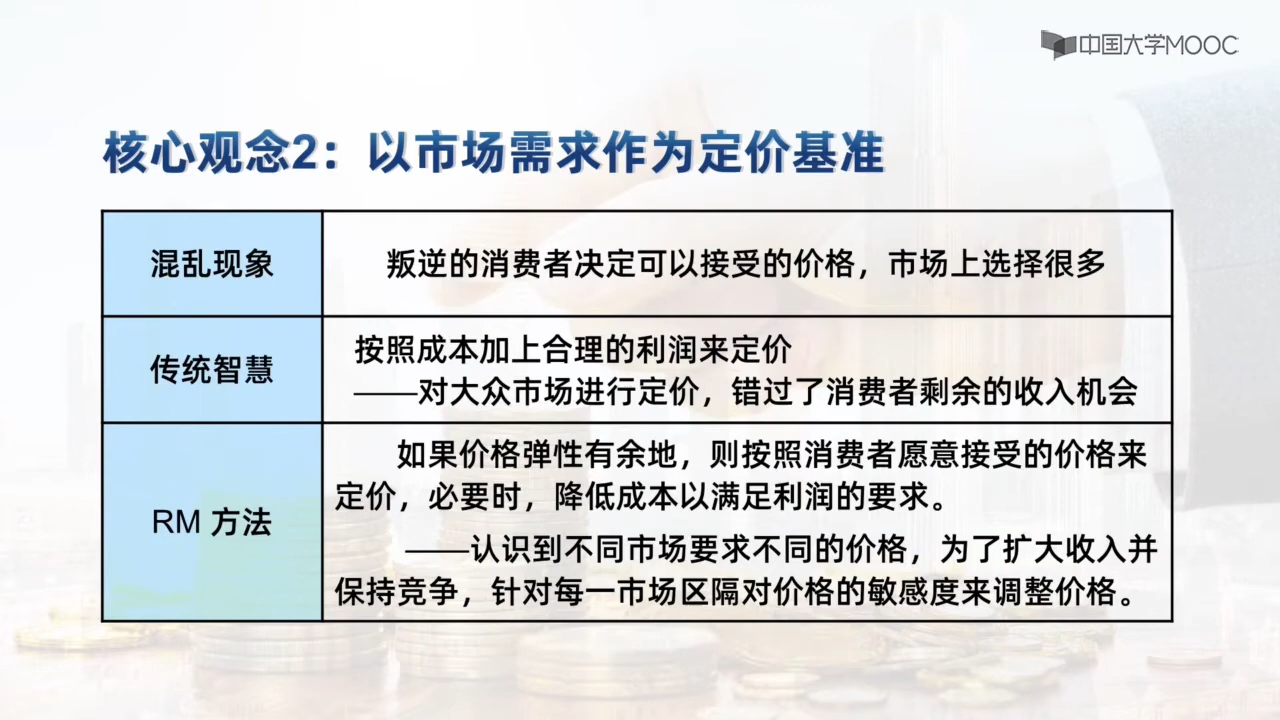 中国大学MOOC
核心观念2：以市场需求作为定价基准
混乱现象
叛逆的消费者决定可以接受的价格，市场上选择很多
传统智慧
按照成本加上合理的利润来定价
——对大众市场进行定价，错过了消费者剩余的收入机会
RM 方法
如果价格弹性有余地，则按照消费者愿意接受的价格来
定价，必要时，降低成本以满足利润的要求。
——认识到不同市场要求不同的价格，为了扩大收入并
保持竞争，针对每一市场区隔对价格的敏感度来调整价格。